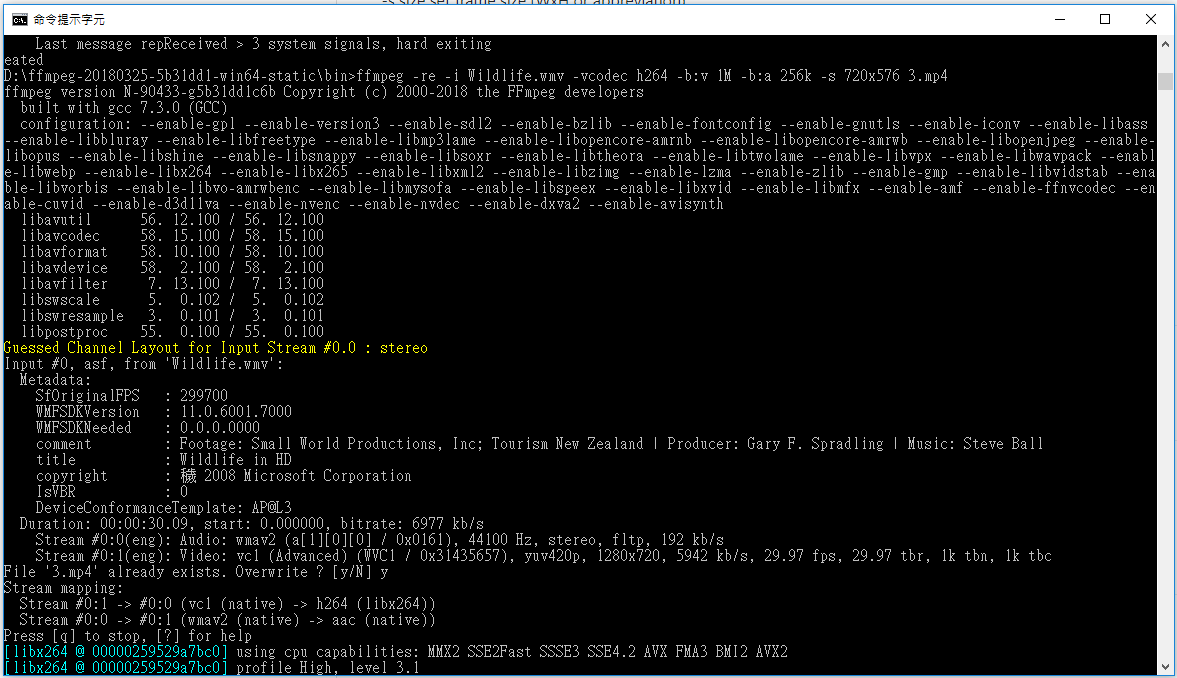 -s size set frame size (WxH or abbreviation)
命令提示字元
Last message repReceived > 3 system signals, hard exiting
eated
D:\ffmpeg-20180325-5b31dd1-win64-static\bin>ffmpeg -re -i Wildlife.wmv -vcodec h264 -b:v 1M -b:a 256k -s 720x576 3.mp4
ffmpeg version N-90433-g5b31dd1c6b Copyright (c) 2000-2018 the FFmpeg developers
built with gcc 7.3.0 (GCC)
configuration: --enable-gpl --enable-version3 --enable-sdl2 --enable-bzlib --enable-fontconfig --enable-gnutls --enable-iconv --enable-libass
--enable-libbluray --enable-libfreetype --enable-libmp3lame --enable-libopencore-amrnb --enable-libopencore-amrwb --enable-libopenjpeg --enable-
libopus --enable-libshine --enable-libsnappy --enable-libsoxr --enable-libtheora --enable-libtwolame --enable-libvpx --enable-libwavpack --enabl
e-libwebp --enable-libx264 --enable-libx265 --enable-libxml2 --enable-libzimg --enable-lzma --enable-zlib --enable-gmp --enable-libvidstab --ena
ble-libvorbis --enable-libvo-amrwbenc --enable-libmysofa --enable-libspeex --enable-libxvid --enable-libmfx --enable-amf --enable-ffnvcodec --en
able-cuvid --enable-d3d11va --enable-nvenc --enable-nvdec --enable-dxva2 --enable-avisynth
libavutil 56. 12.100 / 56. 12.100
libavcodec 58. 15.100 / 58. 15.100
libavformat 58. 10.100 / 58. 10.100
libavdevice 58. 2.100 / 58. 2.100
libavfilter 7. 13.100 / 7. 13.100
libswscale 5. 0.102 / 5. 0.102
libswresample 3. 0.101 / 3. 0.101
libpostproc 55. 0.100 / 55. 0.100
Guessed Channel Layout for Input Stream #0.0 : stereo
Input #0, asf, from 'Wildlife.wmv':
Metadata:
SfOriginalFPS : 299700
WMFSDKVersion : 11.0.6001.7000
WMFSDKNeeded : 0.0.0.0000
comment : Footage: Small World Productions, Inc; Tourism New Zealand | Producer: Gary F. Spradling | Music: Steve Ball
title : Wildlife in HD
copyright : 穢 2008 Microsoft Corporation
IsVBR : 0
DeviceConformanceTemplate: AP@L3
Duration: 00:00:30.09, start: 0.000000, bitrate: 6977 kb/s
Stream #0:0(eng): Audio: wmav2 (a[1][0][0] / 0x0161), 44100 Hz, stereo, fltp, 192 kb/s
Stream #0:1(eng): Video: vc1 (Advanced) (WVC1 / 0x31435657), yuv420p, 1280x720, 5942 kb/s, 29.97 fps, 29.97 tbr, 1k tbn, 1k tbc
File '3.mp4' already exists. Overwrite ? [y/N] y
Stream mapping:
Stream #0:1 -> #0:0 (vc1 (native) -> h264 (libx264))
Stream #0:0 -> #0:1 (wmav2 (native) -> aac (native))
Press [q] to stop, [?] for help
[libx264 @ 00000259529a7bc0] using cpu capabilities: MMX2 SSE2Fast SSSE3 SSE4.2 AVX FMA3 BMI2 AVX2
[libx264 @ 00000259529a7bc0] profile High, level 3.1